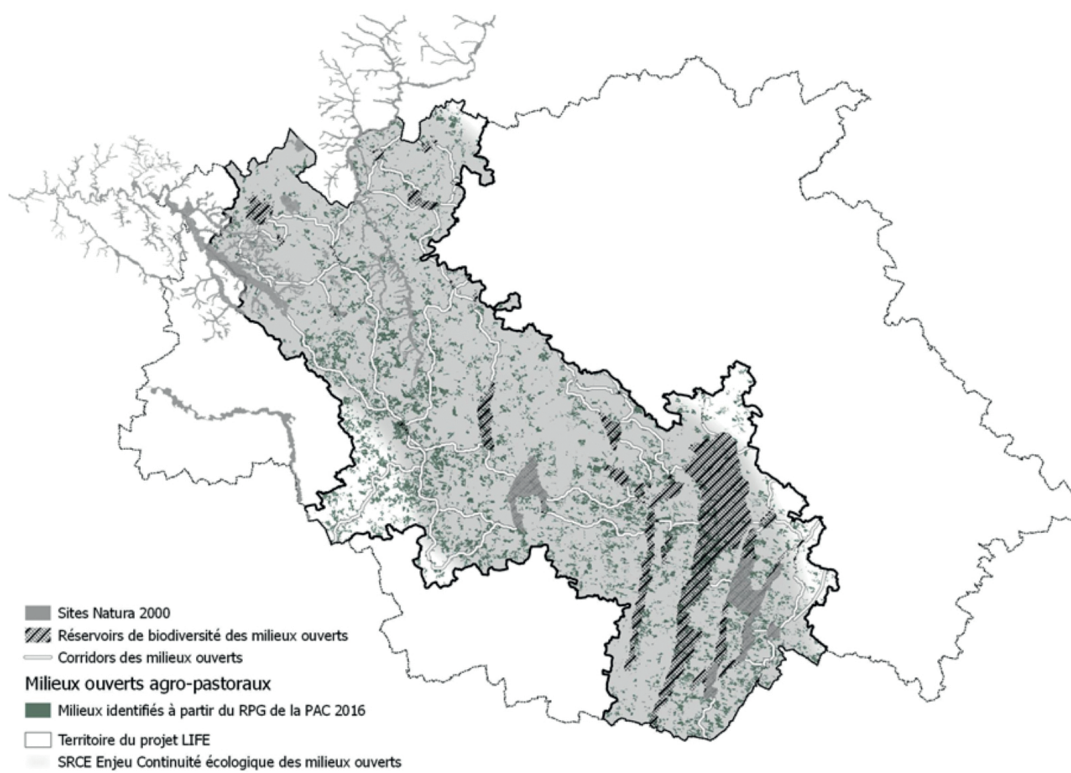 Sites Natura 2000
Réservoirs de biodiversité des milieux ouverts
Corridors des milieux ouverts
Milieux ouverts agro-pastoraux
Milieux identifiés à partir du RPG de la PAC 2016
Territoire du projet LIFE
SRCE Enjeu Continuité écologique des milieux ouverts